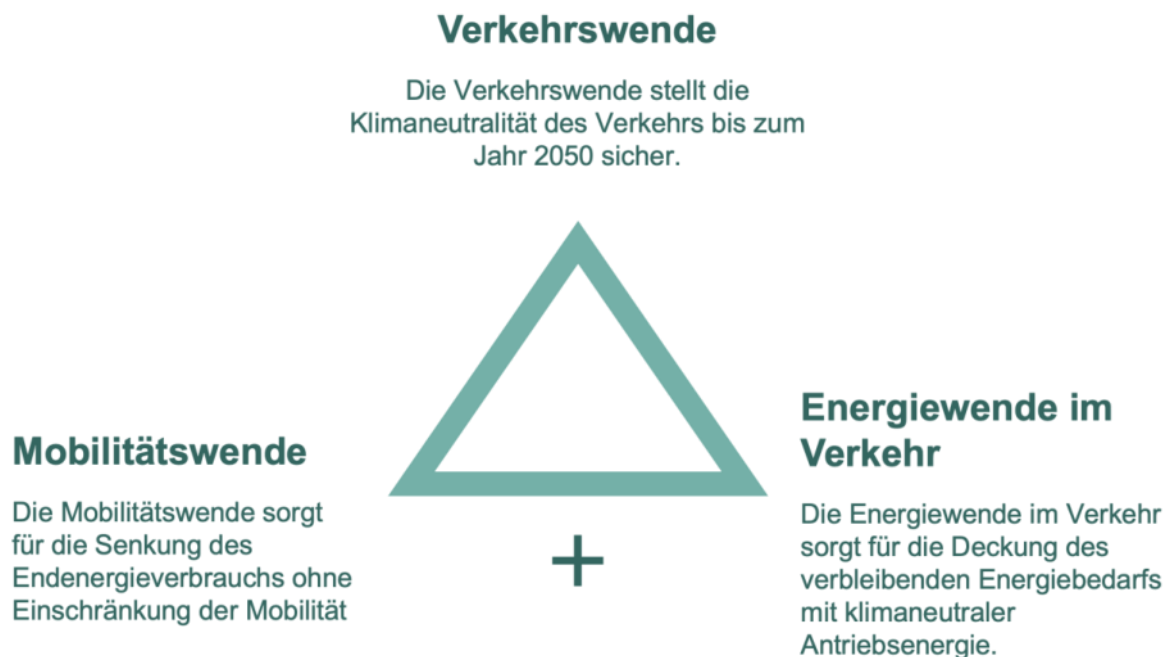 Verkehrswende
Die Verkehrswende stellt die
Klimaneutralität des Verkehrs bis zum
Jahr 2050 sicher.
Mobilitätswende
Die Mobilitätswende sorgt
für die Senkung des
Endenergieverbrauchs ohne
Einschränkung der Mobilität
+
Energiewende im
Verkehr
Die Energiewende im Verkehr
sorgt für die Deckung des
verbleibenden Energiebedarfs
mit klimaneutraler
Antriebsenergie.